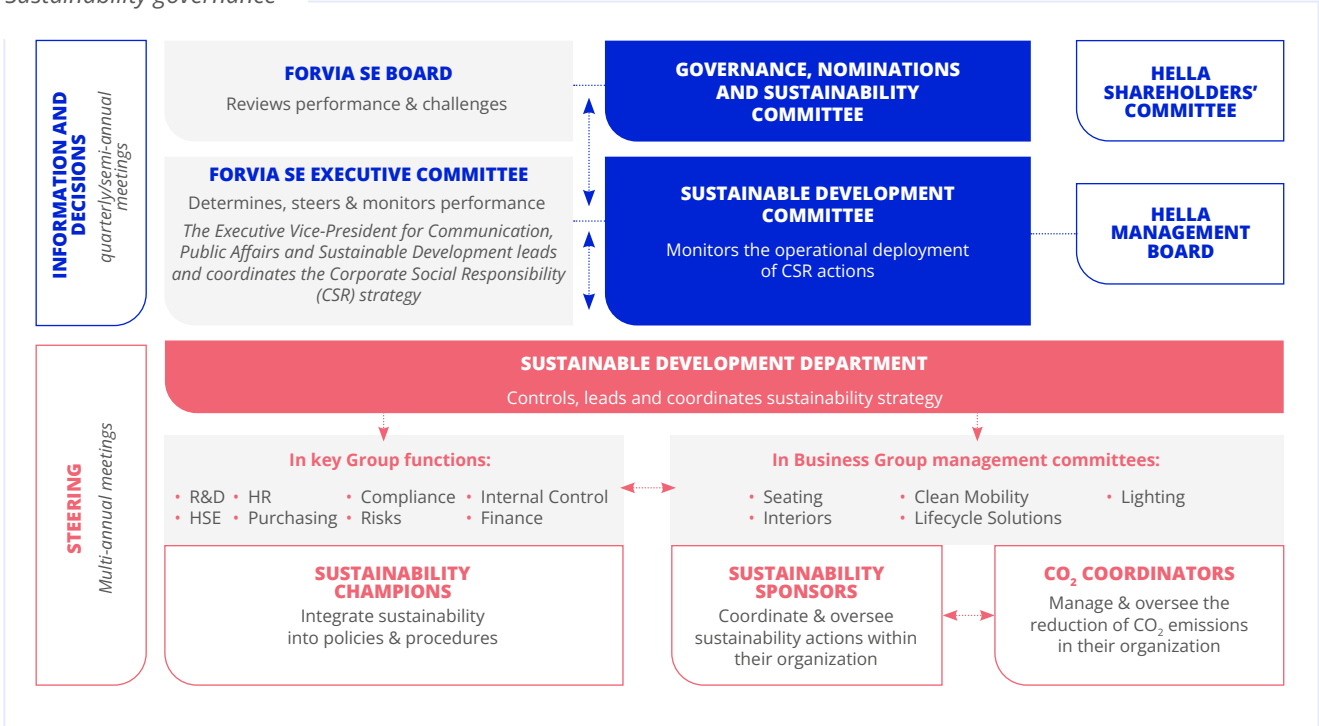 Sustainability governance
INFORMATION AND
DECISIONS
quarterly/semi-annual
meetings
FORVIA SE BOARD
Reviews performance & challenges
GOVERNANCE, NOMINATIONS
AND SUSTAINABILITY
COMMITTEE
HELLA
SHAREHOLDERS’
COMMITTEE
FORVIA SE EXECUTIVE COMMITTEE
Determines, steers & monitors performance
The Executive Vice-President for Communication,
Public Affairs and Sustainable Development leads
and coordinates the Corporate Social Responsibility
(CSR) strategy
SUSTAINABLE DEVELOPMENT
COMMITTEE
Monitors the operational deployment
of CSR actions
HELLA
MANAGEMENT
BOARD
STEERING
Multi-annual meetings
SUSTAINABLE DEVELOPMENT DEPARTMENT
Controls, leads and coordinates sustainability strategy
In key Group functions:
• R&D • HR • Compliance • Internal Control
• HSE • Purchasing • Risks • Finance
In Business Group management committees:
• Seating • Clean Mobility • Lighting
• Interiors • Lifecycle Solutions
SUSTAINABILITY
CHAMPIONS
Integrate sustainability
into policies & procedures
SUSTAINABILITY
SPONSORS
Coordinate & oversee
sustainability actions within
their organization
CO₂ COORDINATORS
Manage & oversee the
reduction of CO₂ emissions
in their organization